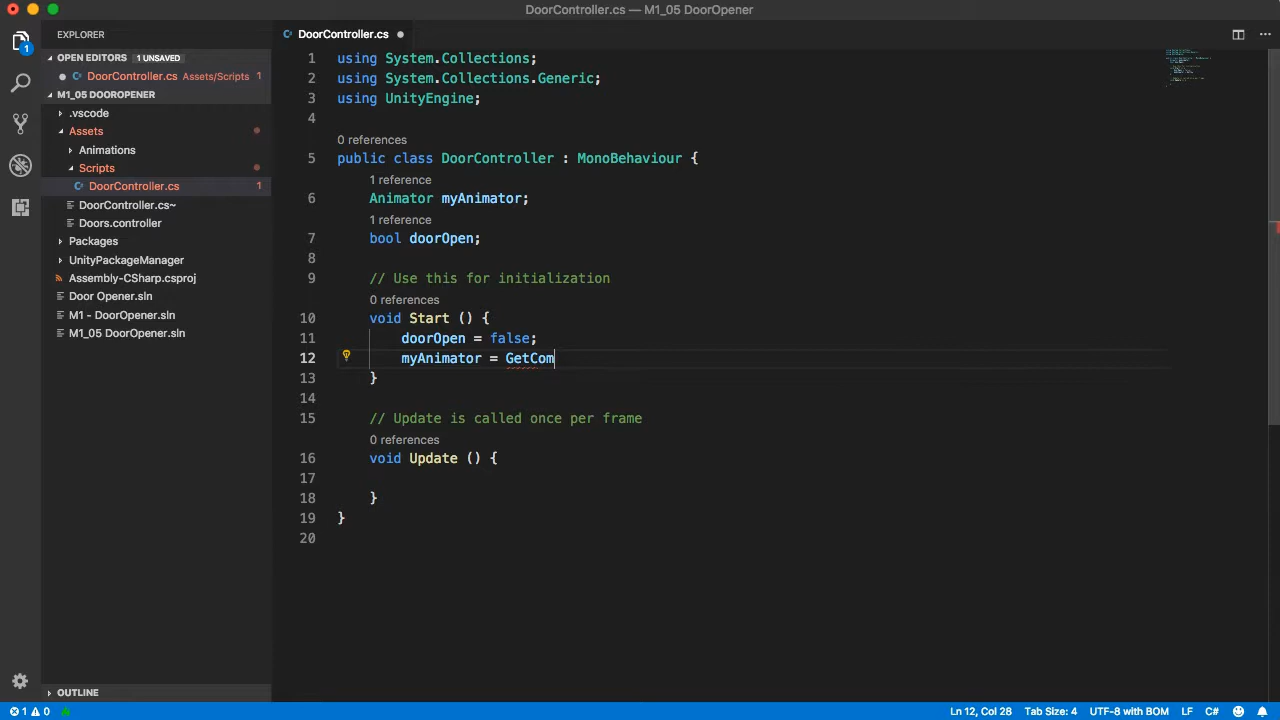 DoorController.cs — M1_05 DoorOpener
EXPLORER
OPEN EDITORS 1 UNSAVED
DoorController.cs Assets/Scripts 1
M1_05 DOOROPENER
.vscode
Assets
Animations
Scripts
DoorController.cs 1
DoorController.cs~
Doors.controller
Packages
UnityPackageManager
Assembly-CSharp.csproj
Door Opener.sln
M1 - DoorOpener.sln
M1_05 DoorOpener.sln
OUTLINE
1
DoorController.cs
1 using System.Collections;
2 using System.Collections.Generic;
3 using UnityEngine;
4
0 references
5 public class DoorController : MonoBehaviour {
1 reference
6 Animator myAnimator;
1 reference
7 bool doorOpen;
8
9 // Use this for initialization
0 references
10 void Start () {
11 doorOpen = false;
12 myAnimator = GetCom
13 }
14
15 // Update is called once per frame
0 references
16 void Update () {
17
18 }
19 }
20
1 0 Ln 12, Col 28 Tab Size: 4 UTF-8 with BOM LF C#